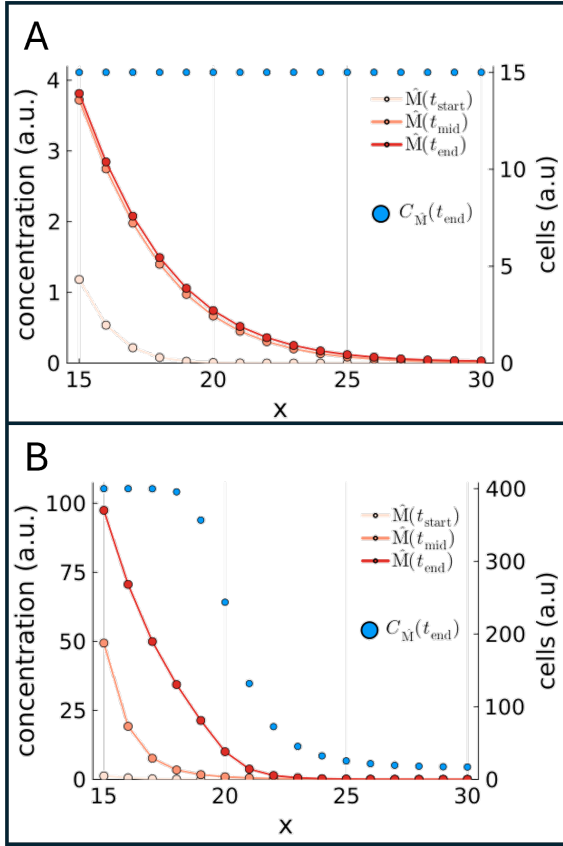 A
concentration (a.u.)
4
3
2
1
0
15
20
25
30
x
15
10
5
0
cells (a.u)
M̂(t_start)
M̂(t_mid)
M̂(t_end)
C_M̂(t_end)
B
concentration (a.u.)
100
75
50
25
0
15
20
25
30
x
400
300
200
100
0
cells (a.u)
M̂(t_start)
M̂(t_mid)
M̂(t_end)
C_M̂(t_end)